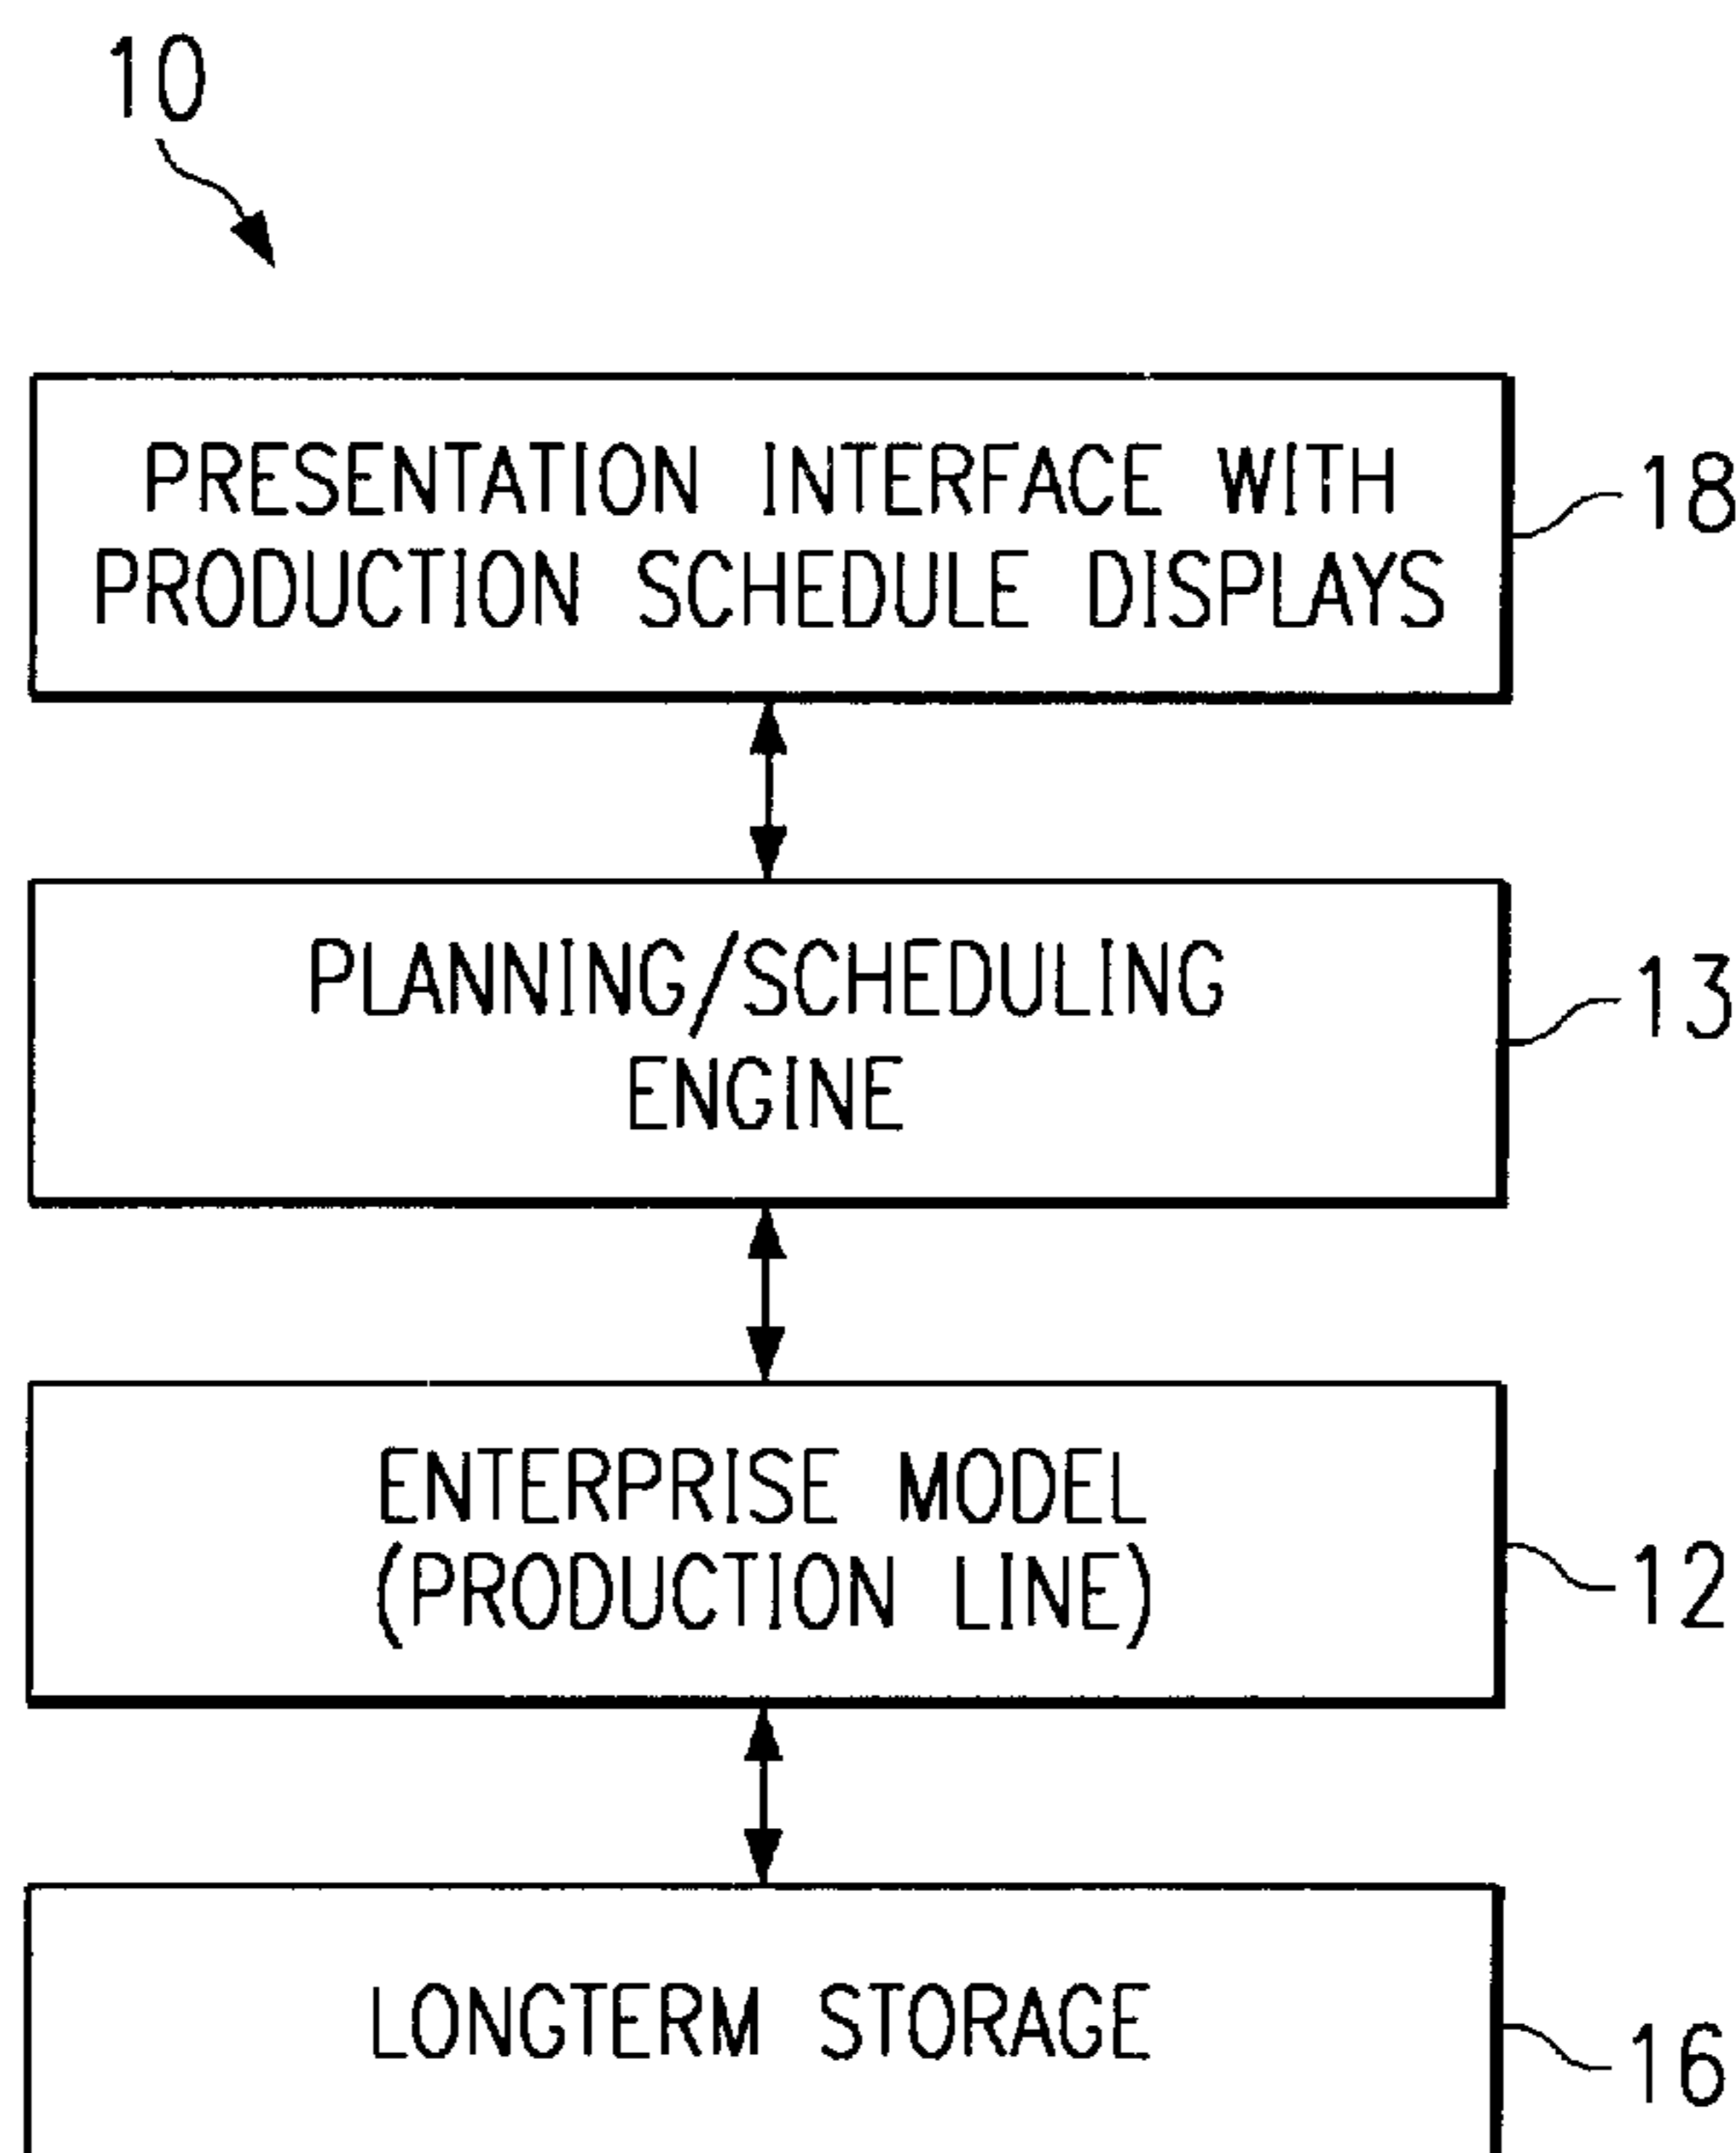 10
PRESENTATION INTERFACE WITH
PRODUCTION SCHEDULE DISPLAYS
18
PLANNING/SCHEDULING
ENGINE
13
ENTERPRISE MODEL
(PRODUCTION LINE)
12
LONGTERM STORAGE
16